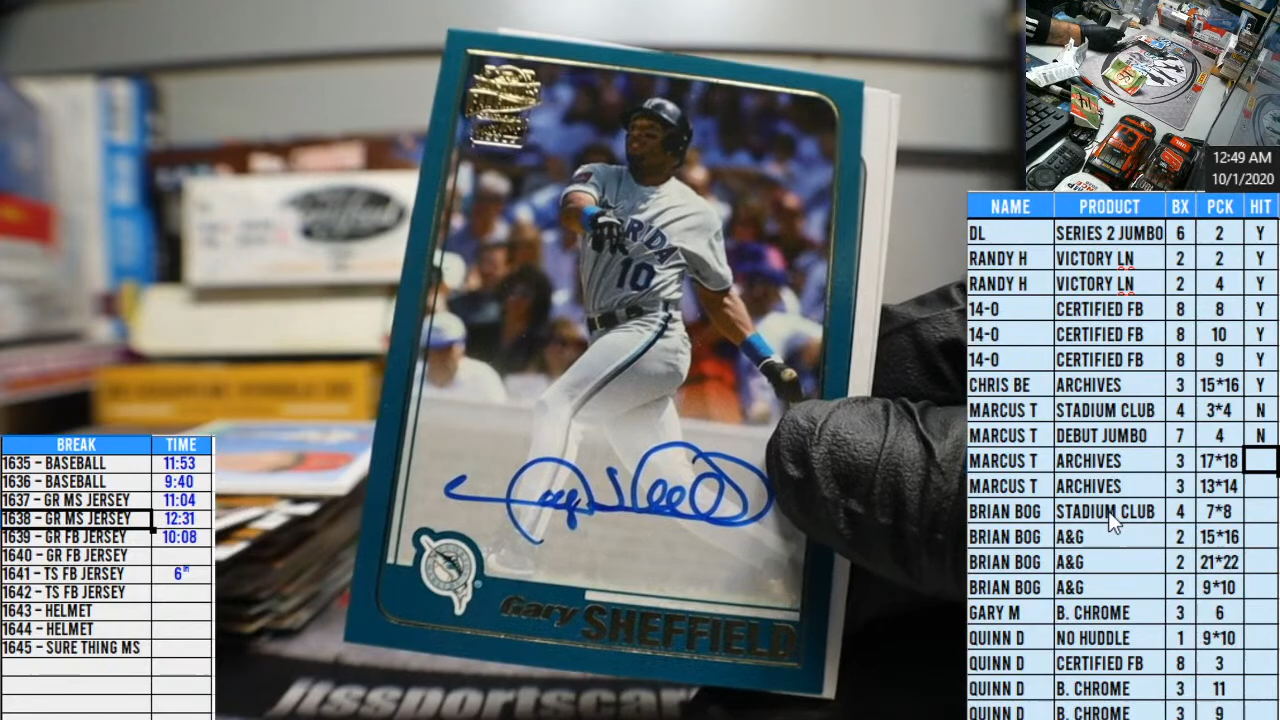 FLORIDA
10
Gary SHEFFIELD
jtssportscar
12:49 AM
10/1/2020
NAME PRODUCT BX PCK HIT
DL SERIES 2 JUMBO 6 2 Y
RANDY H VICTORY LN 2 2 Y
RANDY H VICTORY LN 2 4 Y
14-0 CERTIFIED FB 8 8 Y
14-0 CERTIFIED FB 8 10 Y
14-0 CERTIFIED FB 8 9 Y
CHRIS BE ARCHIVES 3 15*16 Y
MARCUS T STADIUM CLUB 4 3*4 N
MARCUS T DEBUT JUMBO 7 4 N
MARCUS T ARCHIVES 3 17*18
MARCUS T ARCHIVES 3 13*14
BRIAN BOG STADIUM CLUB 4 7*8
BRIAN BOG A&G 2 15*16
BRIAN BOG A&G 2 21*22
BRIAN BOG A&G 2 9*10
GARY M B. CHROME 3 6
QUINN D NO HUDDLE 1 9*10
QUINN D CERTIFIED FB 8 3
QUINN D B. CHROME 3 11
QUINN D B. CHROME 3 9
BREAK TIME
1635 - BASEBALL 11:53
1636 - BASEBALL 9:40
1637 - GR MS JERSEY 11:04
1638 - GR MS JERSEY 12:31
1639 - GR FB JERSEY 10:08
1640 - GR FB JERSEY
1641 - TS FB JERSEY 6TH
1642 - TS FB JERSEY
1643 - HELMET
1644 - HELMET
1645 - SURE THING MS